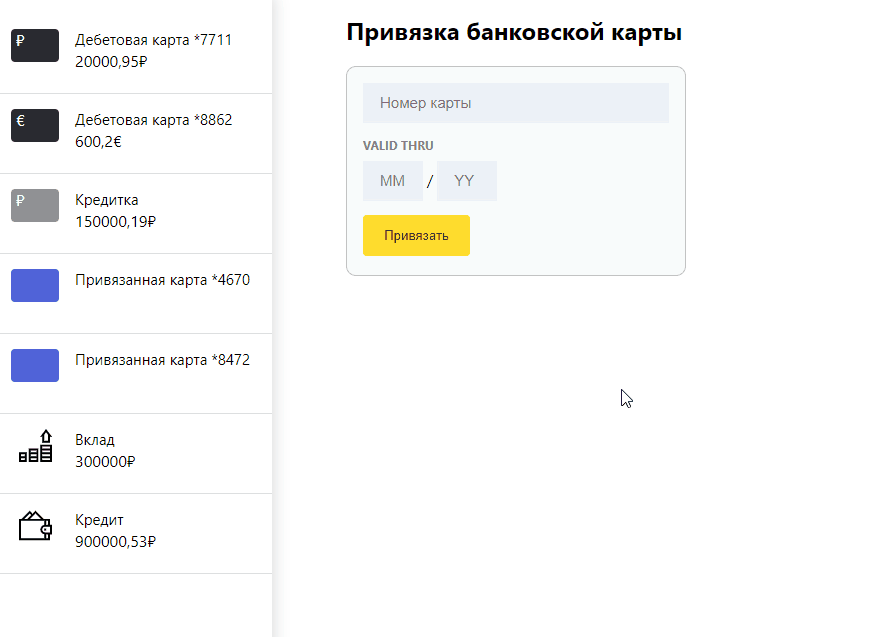 ₽
Дебетовая карта *7711
20000,95₽
€
Дебетовая карта *8862
600,2€
₽
Кредитка
150000,19₽
Привязанная карта *4670
Привязанная карта *8472
Вклад
300000₽
Кредит
900000,53₽
Привязка банковской карты
Номер карты
VALID THRU
MM / YY
Привязать